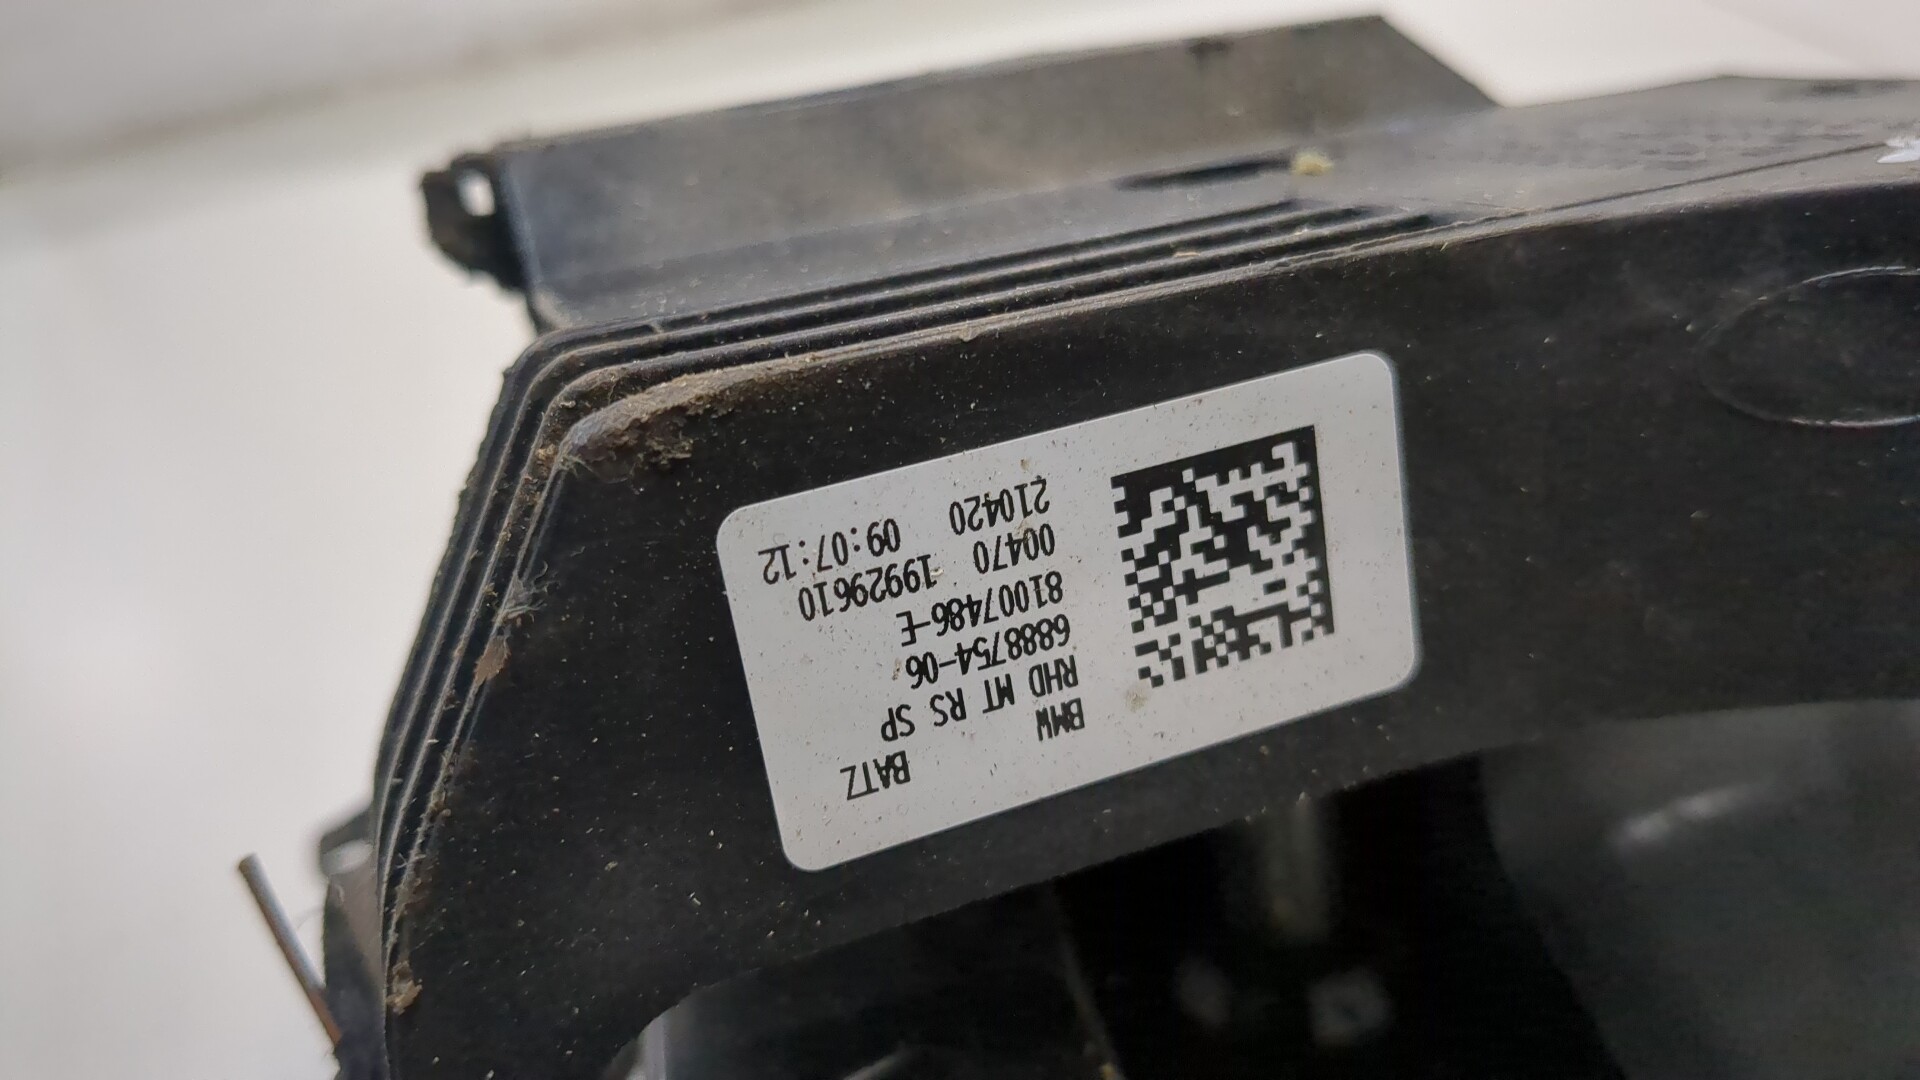 BMW BATZ
RHD MT RS SP
6888754-06
81007486-E
00470 19929610
210420 09:07:12